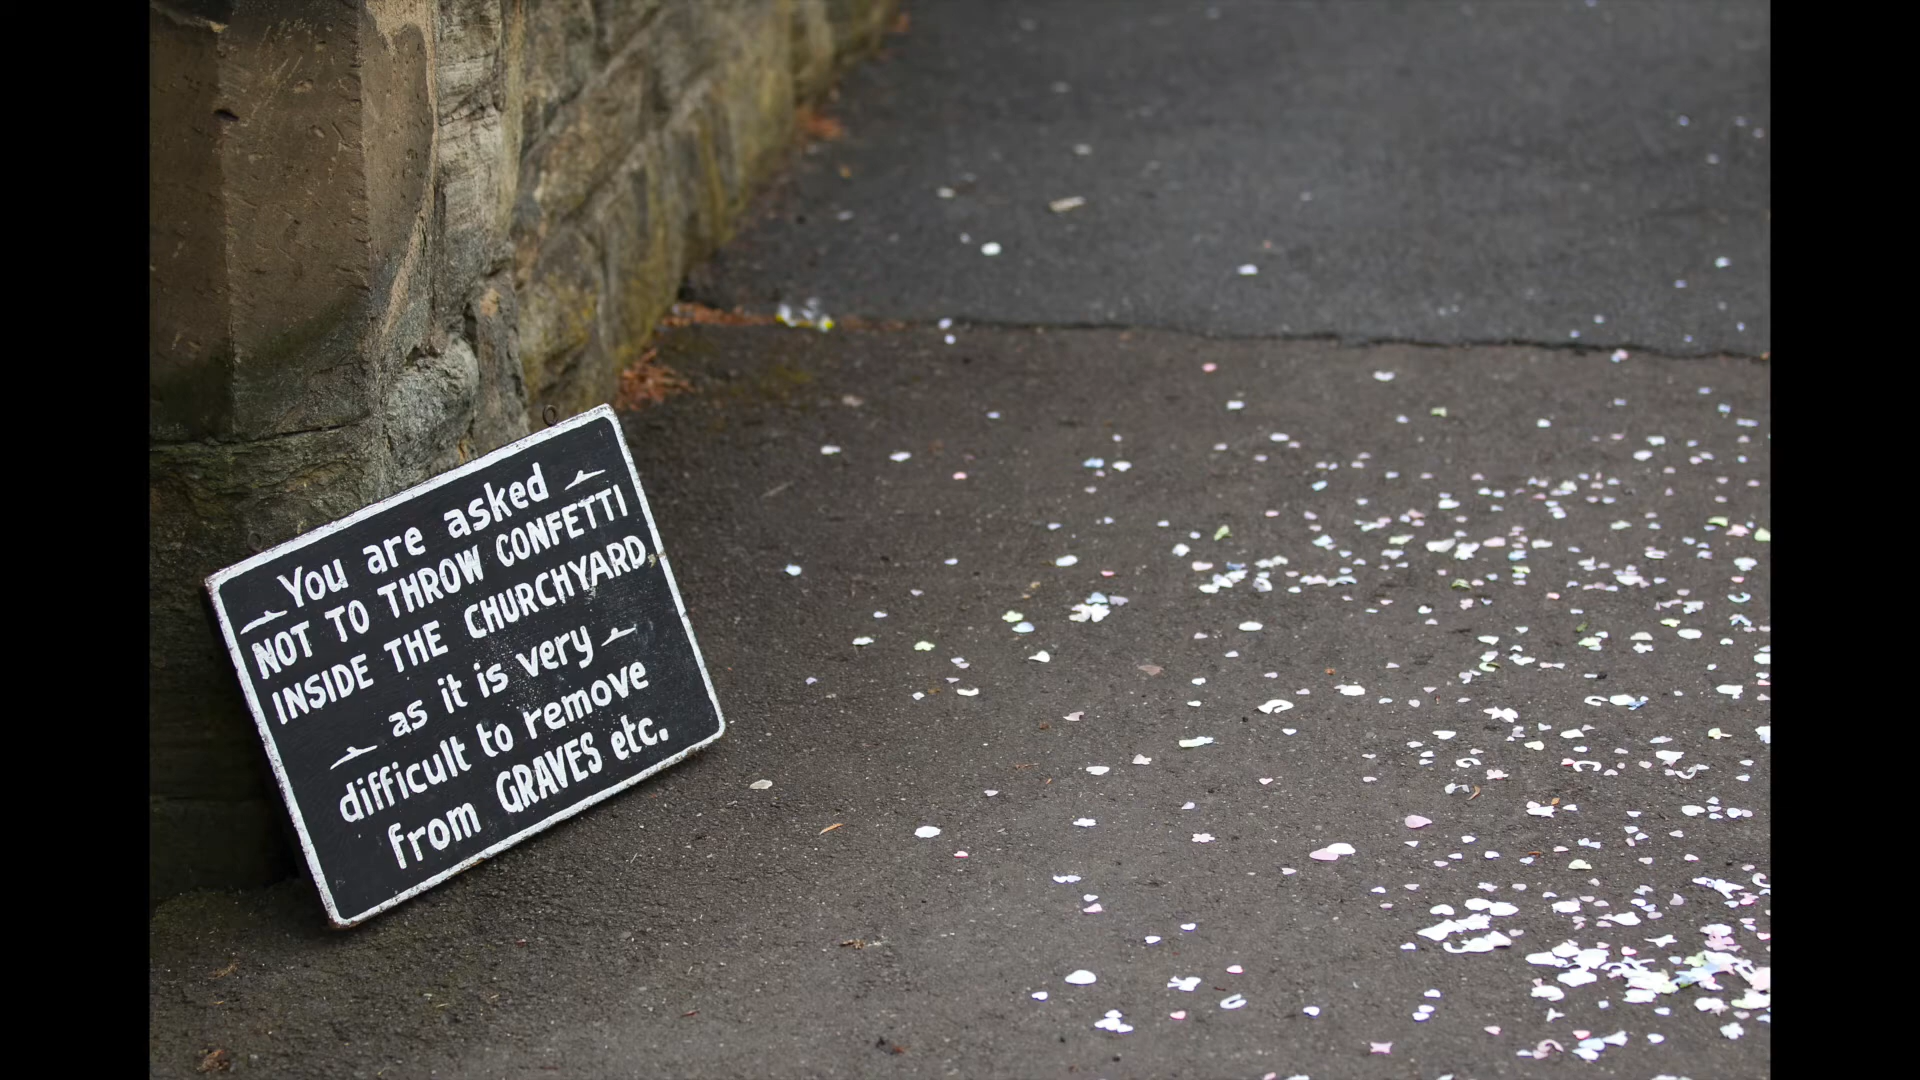 You are asked
NOT TO THROW CONFETTI
INSIDE THE CHURCHYARD
as it is very
difficult to remove
from GRAVES etc.